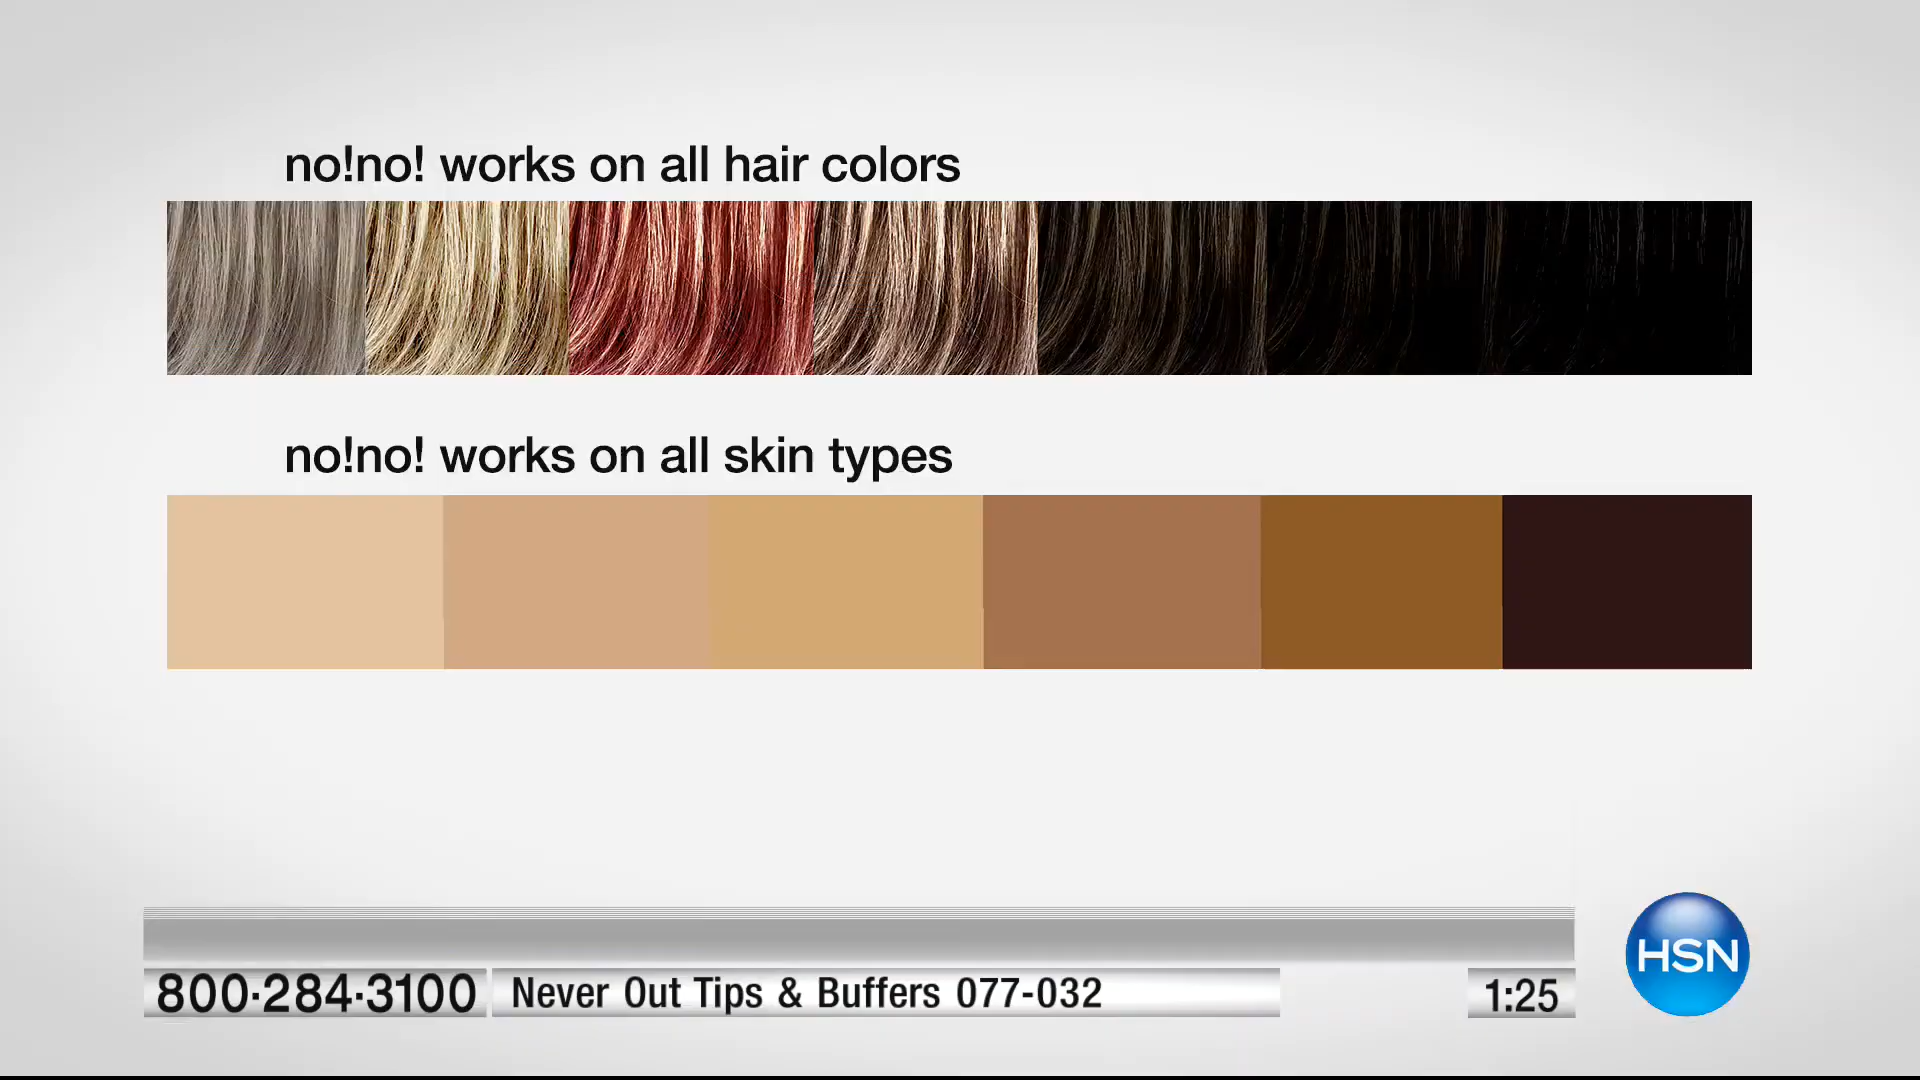 no!no! works on all hair colors
no!no! works on all skin types
800·284·3100
Never Out Tips & Buffers 077-032
1:25
HSN